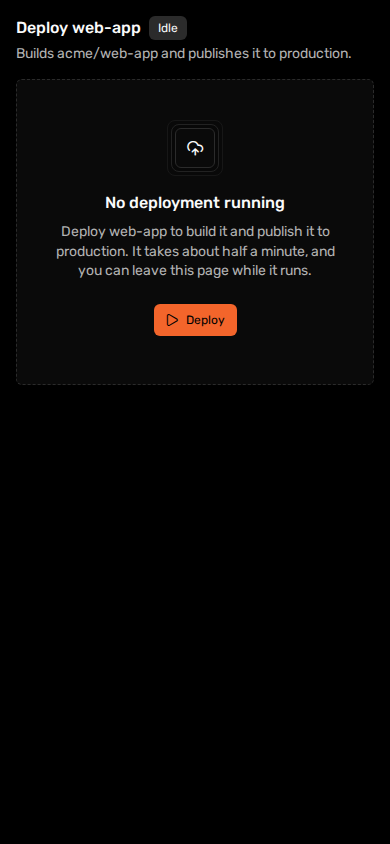 Deploy web-app Idle
Builds acme/web-app and publishes it to production.
No deployment running
Deploy web-app to build it and publish it to
production. It takes about half a minute, and
you can leave this page while it runs.
Deploy